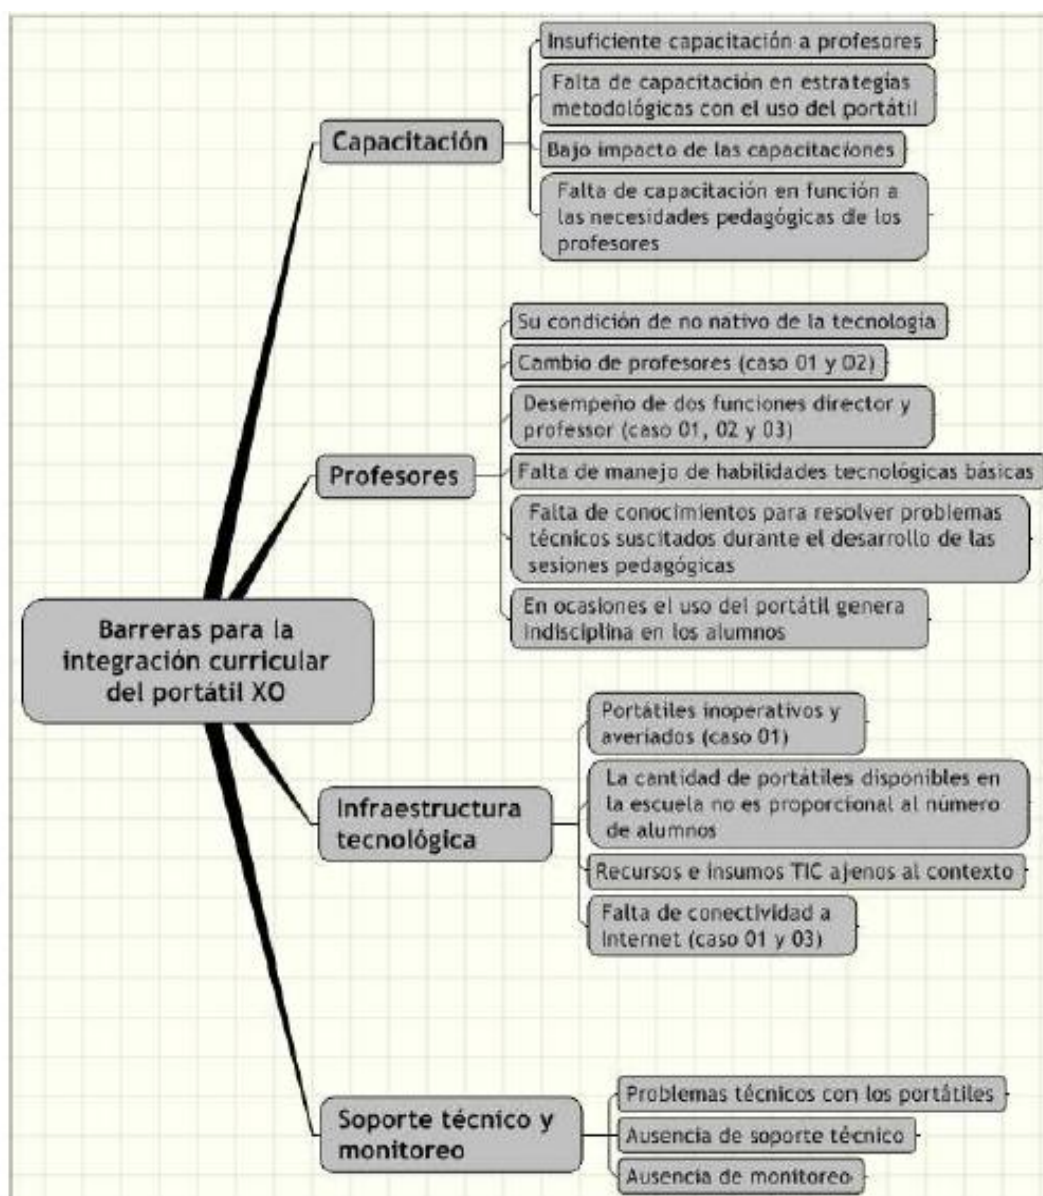 Barreras para la
integración curricular
del portátil XO
Capacitación
Insuficiente capacitación a profesores
Falta de capacitación en estrategias
metodológicas con el uso del portátil
Bajo impacto de las capacitaciones
Falta de capacitación en función a
las necesidades pedagógicas de los
profesores
Profesores
Su condición de no nativo de la tecnología
Cambio de profesores (caso 01 y 02)
Desempeño de dos funciones director y
professor (caso 01, 02 y 03)
Falta de manejo de habilidades tecnológicas básicas
Falta de conocimientos para resolver problemas
técnicos suscitados durante el desarrollo de las
sesiones pedagógicas
En ocasiones el uso del portátil genera
indisciplina en los alumnos
Infraestructura
tecnológica
Portátiles inoperativos y
averiados (caso 01)
La cantidad de portátiles disponibles en
la escuela no es proporcional al número
de alumnos
Recursos e insumos TIC ajenos al contexto
Falta de conectividad a
Internet (caso 01 y 03)
Soporte técnico y
monitoreo
Problemas técnicos con los portátiles
Ausencia de soporte técnico
Ausencia de monitoreo